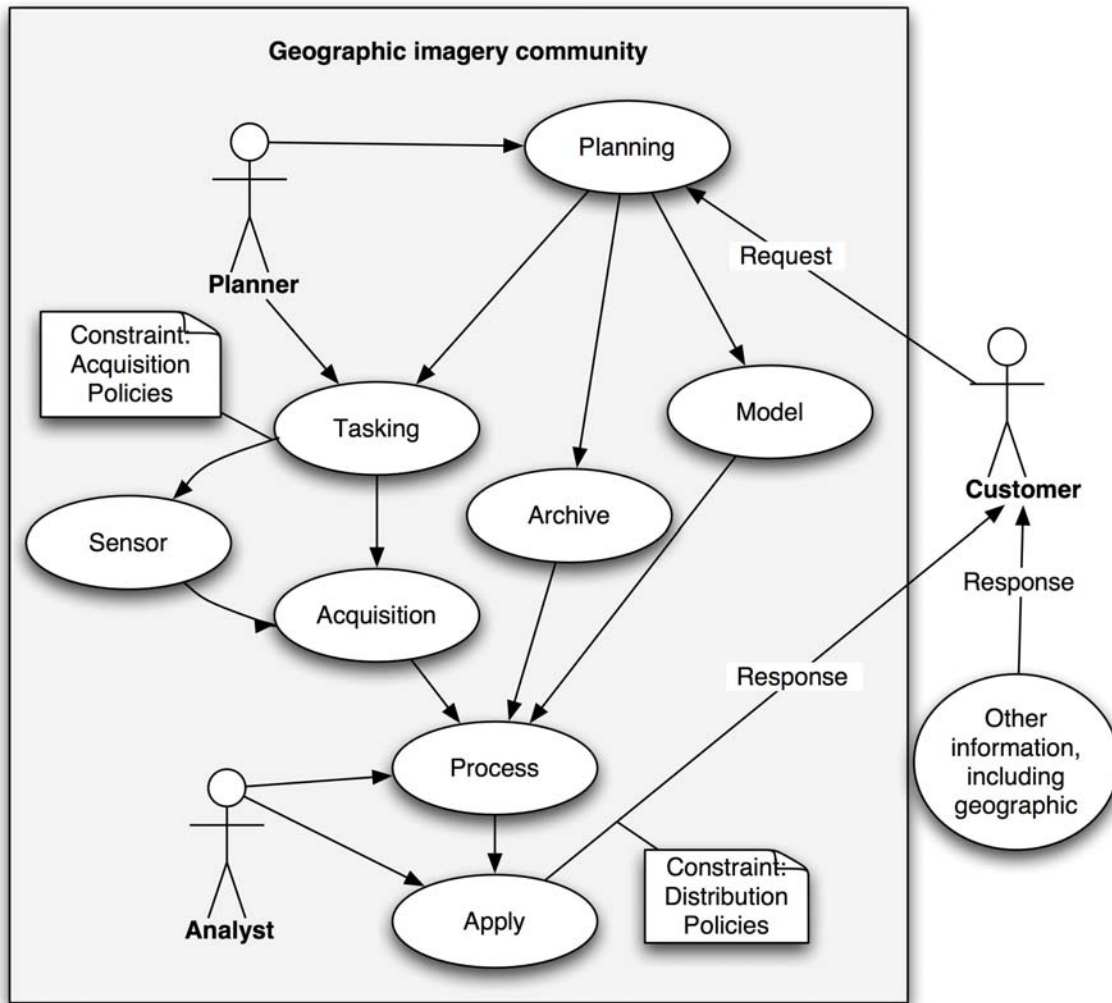 Geographic imagery community
Planning
Request
Planner
Constraint:
Acquisition
Policies
Tasking
Model
Customer
Archive
Sensor
Response
Acquisition
Response
Other
information,
including
geographic
Process
Constraint:
Distribution
Policies
Apply
Analyst